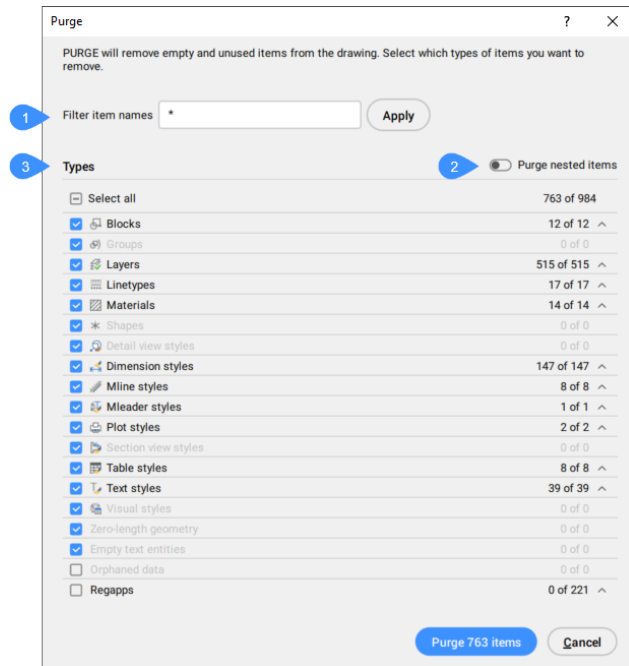 Purge ?
PURGE will remove empty and unused items from the drawing. Select which types of items you want to
remove.
1 Filter item names * Apply
3 Types 2 Purge nested items
Select all 763 of 984
Blocks 12 of 12
Groups 0 of 0
Layers 515 of 515
Linetypes 17 of 17
Materials 14 of 14
Shapes 0 of 0
Detail view styles 0 of 0
Dimension styles 147 of 147
Mline styles 8 of 8
Mleader styles 1 of 1
Plot styles 2 of 2
Section view styles 0 of 0
Table styles 8 of 8
Text styles 39 of 39
Visual styles 0 of 0
Zero-length geometry 0 of 0
Empty text entities 0 of 0
Orphaned data 0 of 0
Regapps 0 of 221
Purge 763 items Cancel